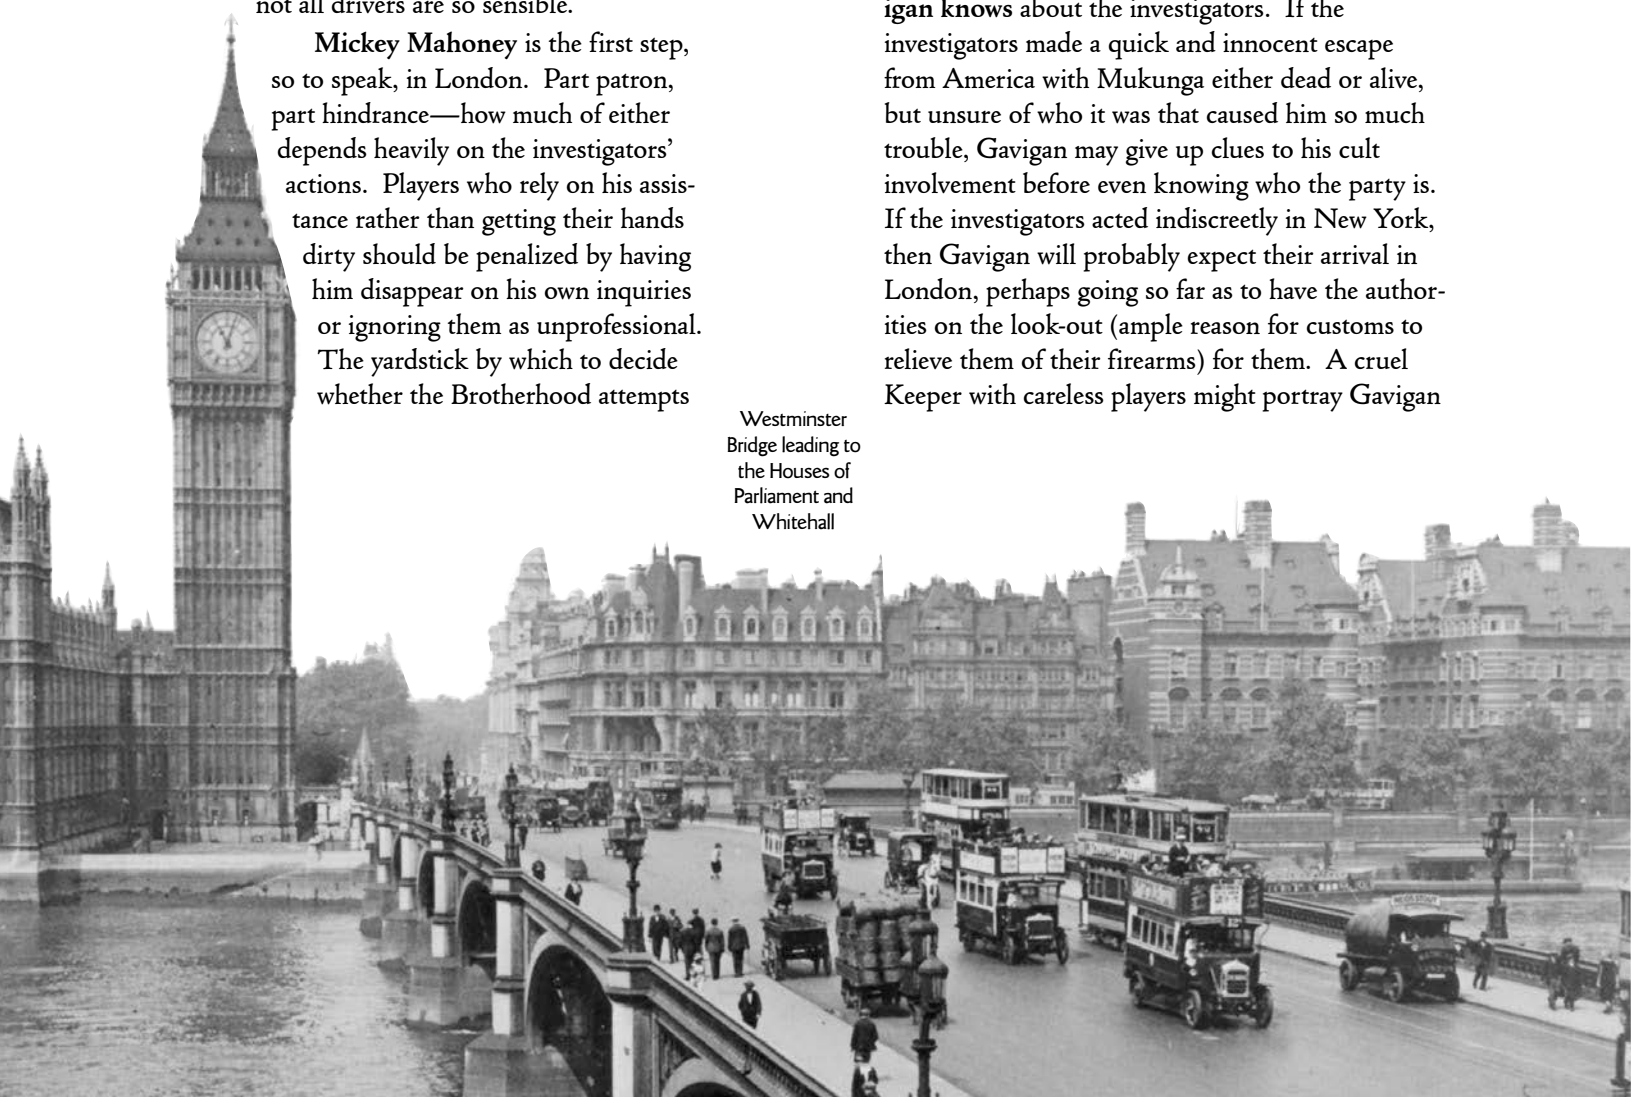 not all drivers are so sensible.
Mickey Mahoney is the first step,
so to speak, in London. Part patron,
part hindrance—how much of either
depends heavily on the investigators’
actions. Players who rely on his assis-
tance rather than getting their hands
dirty should be penalized by having
him disappear on his own inquiries
or ignoring them as unprofessional.
The yardstick by which to decide
whether the Brotherhood attempts
igan knows about the investigators. If the
investigators made a quick and innocent escape
from America with Mukunga either dead or alive,
but unsure of who it was that caused him so much
trouble, Gavigan may give up clues to his cult
involvement before even knowing who the party is.
If the investigators acted indiscreetly in New York,
then Gavigan will probably expect their arrival in
London, perhaps going so far as to have the author-
ities on the look-out (ample reason for customs to
relieve them of their firearms) for them. A cruel
Keeper with careless players might portray Gavigan
Westminster
Bridge leading to
the Houses of
Parliament and
Whitehall